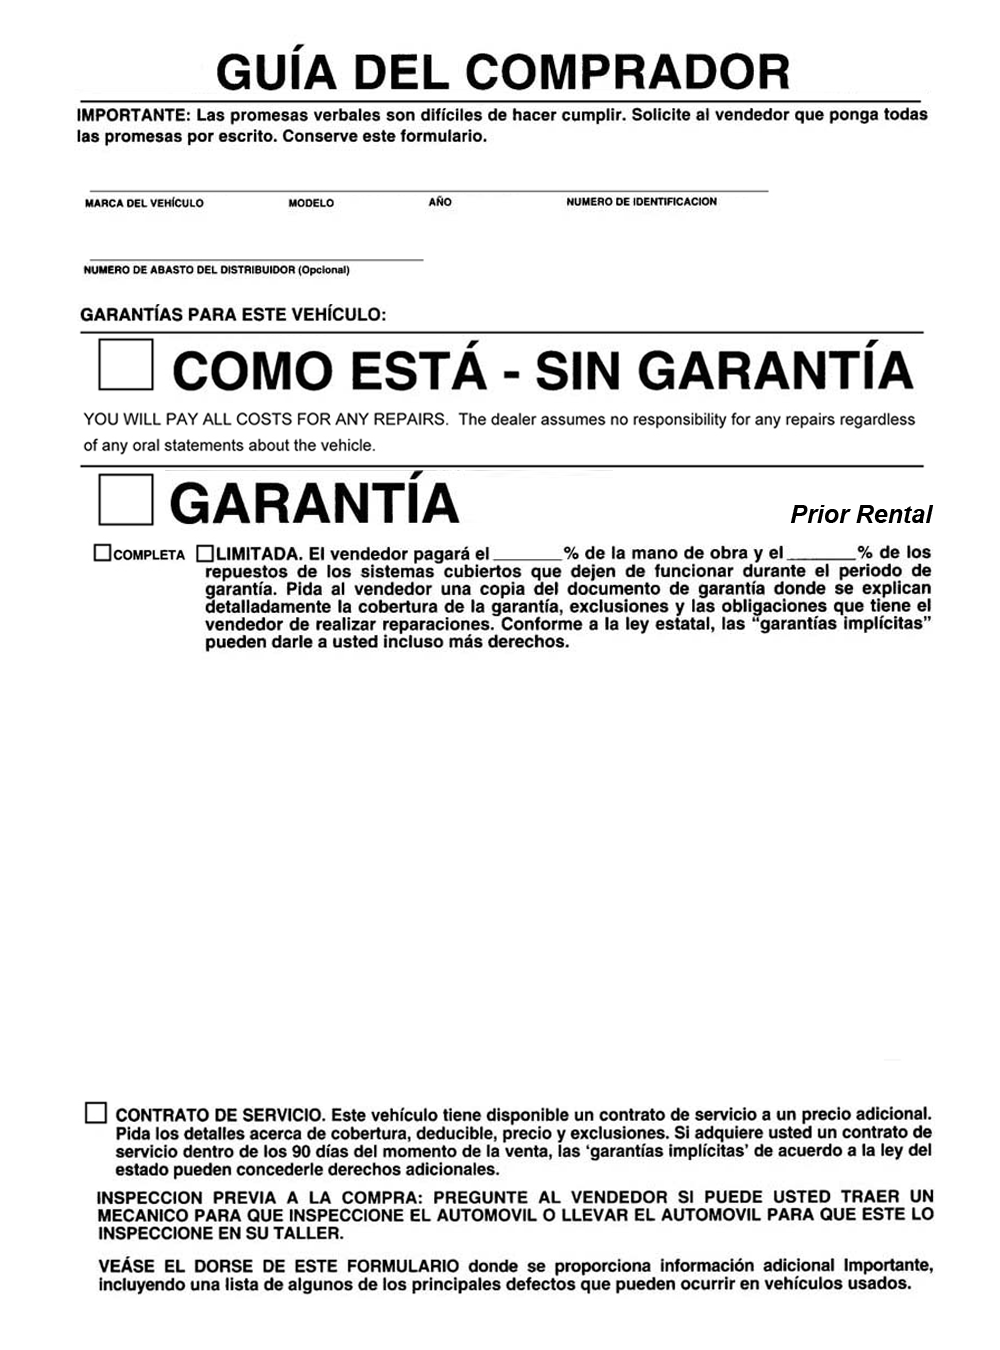 GUÍA DEL COMPRADOR
IMPORTANTE: Las promesas verbales son difíciles de hacer cumplir. Solicite al vendedor que ponga todas
las promesas por escrito. Conserve este formulario.
MARCA DEL VEHÍCULO MODELO AÑO NUMERO DE IDENTIFICACION
NUMERO DE ABASTO DEL DISTRIBUIDOR (Opcional)
GARANTÍAS PARA ESTE VEHÍCULO:
COMO ESTÁ - SIN GARANTÍA
YOU WILL PAY ALL COSTS FOR ANY REPAIRS. The dealer assumes no responsibility for any repairs regardless
of any oral statements about the vehicle.
GARANTÍA
Prior Rental
COMPLETA LIMITADA. El vendedor pagará el _______% de la mano de obra y el _______% de los
repuestos de los sistemas cubiertos que dejen de funcionar durante el periodo de
garantía. Pida al vendedor una copia del documento de garantía donde se explican
detalladamente la cobertura de la garantía, exclusiones y las obligaciones que tiene el
vendedor de realizar reparaciones. Conforme a la ley estatal, las “garantías implícitas”
pueden darle a usted incluso más derechos.
CONTRATO DE SERVICIO. Este vehículo tiene disponible un contrato de servicio a un precio adicional.
Pida los detalles acerca de cobertura, deducible, precio y exclusiones. Si adquiere usted un contrato de
servicio dentro de los 90 días del momento de la venta, las ‘garantías implícitas’ de acuerdo a la ley del
estado pueden concederle derechos adicionales.
INSPECCION PREVIA A LA COMPRA: PREGUNTE AL VENDEDOR SI PUEDE USTED TRAER UN
MECANICO PARA QUE INSPECCIONE EL AUTOMOVIL O LLEVAR EL AUTOMOVIL PARA QUE ESTE LO
INSPECCIONE EN SU TALLER.
VEÁSE EL DORSE DE ESTE FORMULARIO donde se proporciona información adicional Importante,
incluyendo una lista de algunos de los principales defectos que pueden ocurrir en vehículos usados.